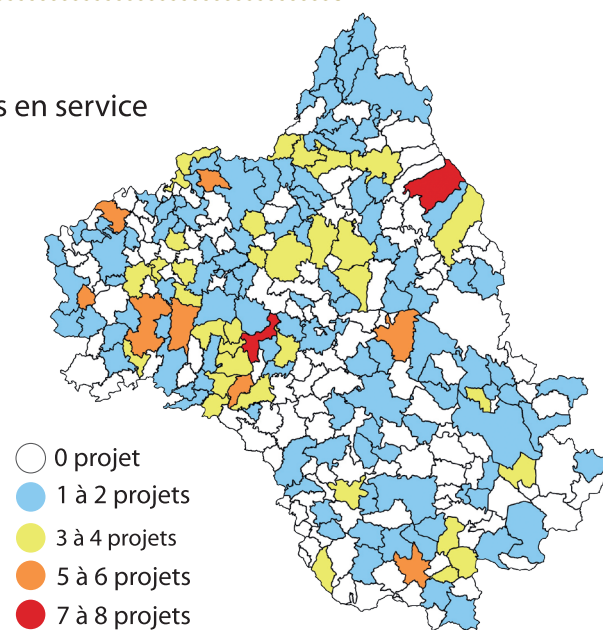 s en service
0 projet
1 à 2 projets
3 à 4 projets
5 à 6 projets
7 à 8 projets